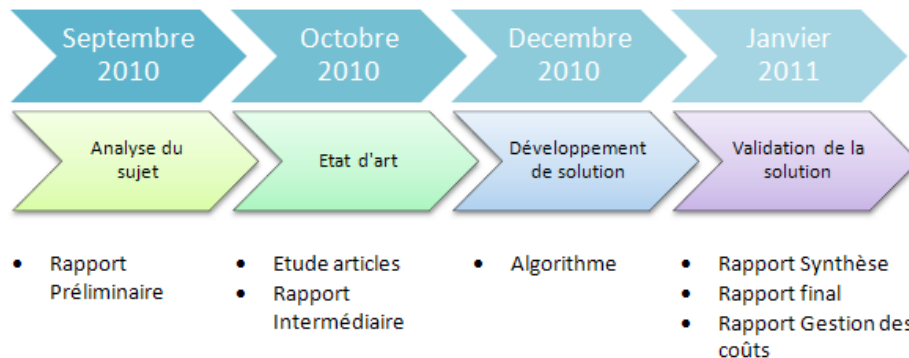 Septembre
2010
Octobre
2010
Decembre
2010
Janvier
2011
Analyse du
sujet
Etat d'art
Développement
de solution
Validation de la
solution
• Rapport
Préliminaire
• Etude articles
• Rapport
Intermédiaire
• Algorithme
• Rapport Synthèse
• Rapport final
• Rapport Gestion des
coûts